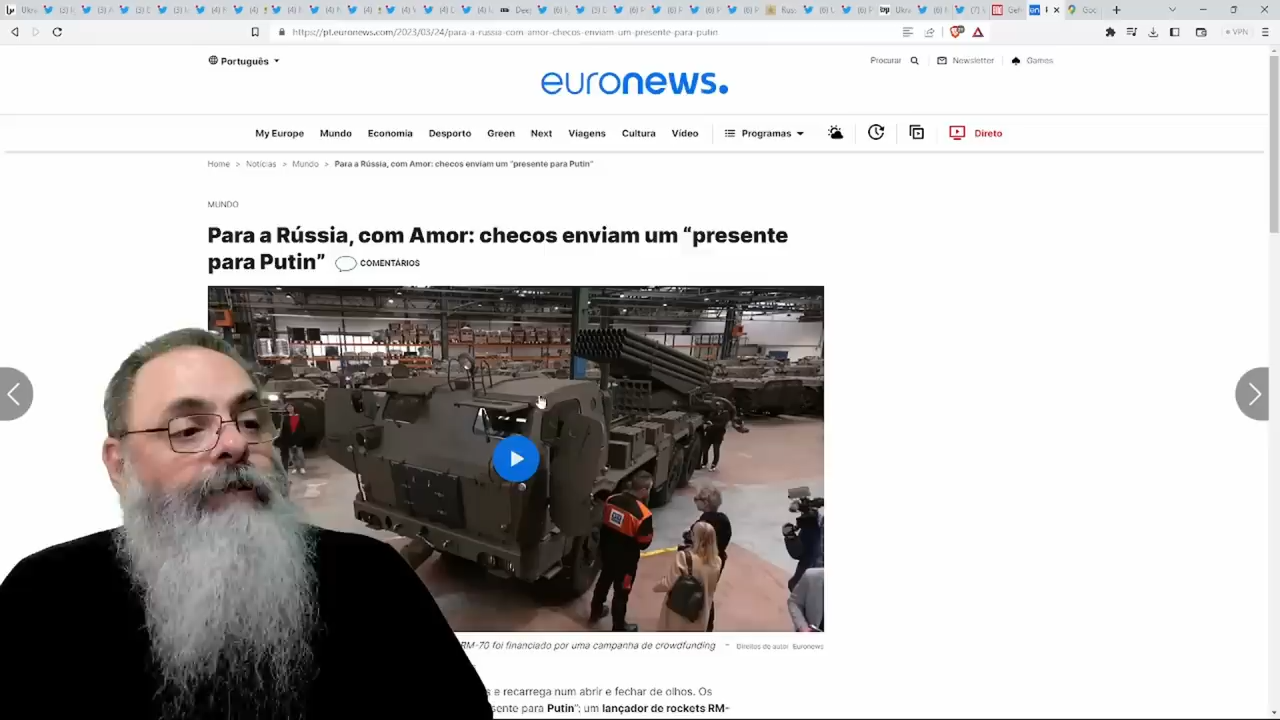 https://pt.euronews.com/2023/03/24/para-a-russia-com-amor-checos-enviam-um-presente-para-putin
VPN
Português
Procurar
Newsletter
Games
euronews.
My Europe Mundo Economia Desporto Green Next Viagens Cultura Vídeo Programas Direto
Home > Notícias > Mundo > Para a Rússia, com Amor: checos enviam um "presente para Putin"
MUNDO
Para a Rússia, com Amor: checos enviam um “presente
para Putin” COMENTÁRIOS
RM-70 foi financiado por uma campanha de crowdfunding - Direitos de autor Euronews
s e recarrega num abrir e fechar de olhos. Os
sente para Putin”; um lançador de rockets RM-